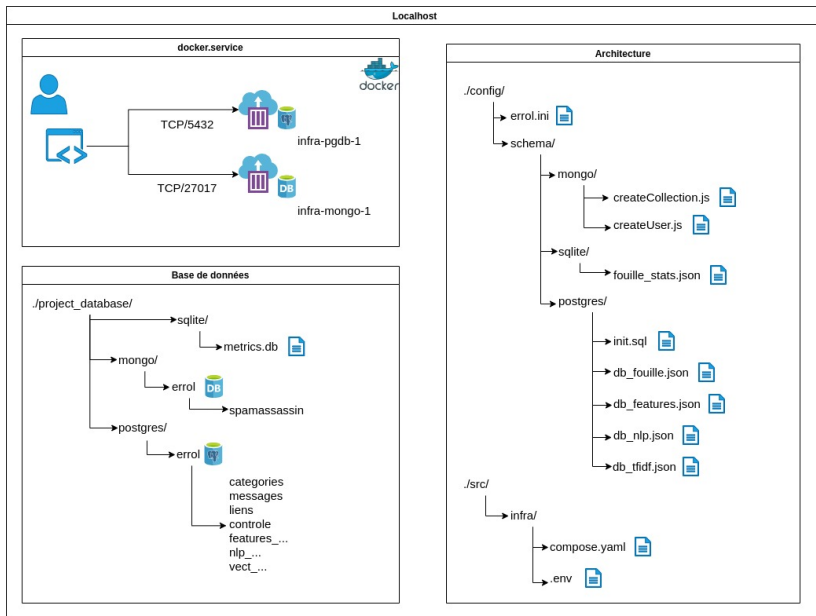 Localhost
docker.service
docker
TCP/5432
infra-pgdb-1
TCP/27017
DB
infra-mongo-1
Base de données
./project_database/
sqlite/
metrics.db
mongo/
errol
DB
spamassassin
postgres/
errol
categories
messages
liens
controle
features_...
nlp_...
vect_...
Architecture
./config/
errol.ini
schema/
mongo/
createCollection.js
createUser.js
sqlite/
fouille_stats.json
postgres/
init.sql
db_fouille.json
db_features.json
db_nlp.json
db_tfidf.json
./src/
infra/
compose.yaml
.env